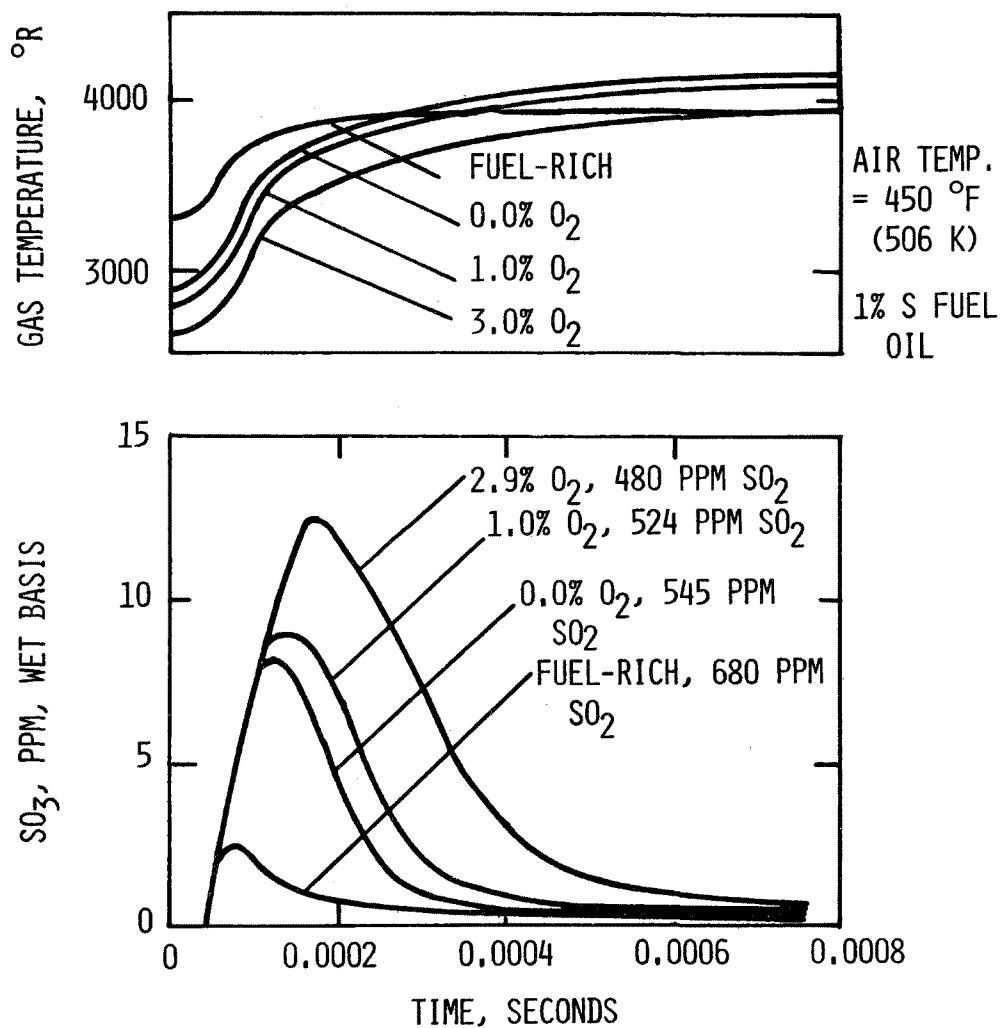 GAS TEMPERATURE, °R
4000
3000
FUEL-RICH
0.0% O2
1.0% O2
3.0% O2
AIR TEMP.
= 450 °F
(506 K)
1% S FUEL
OIL
SO3, PPM, WET BASIS
15
10
5
0
2.9% O2, 480 PPM SO2
1.0% O2, 524 PPM SO2
0.0% O2, 545 PPM
SO2
FUEL-RICH, 680 PPM
SO2
0
0.0002
0.0004
0.0006
0.0008
TIME, SECONDS